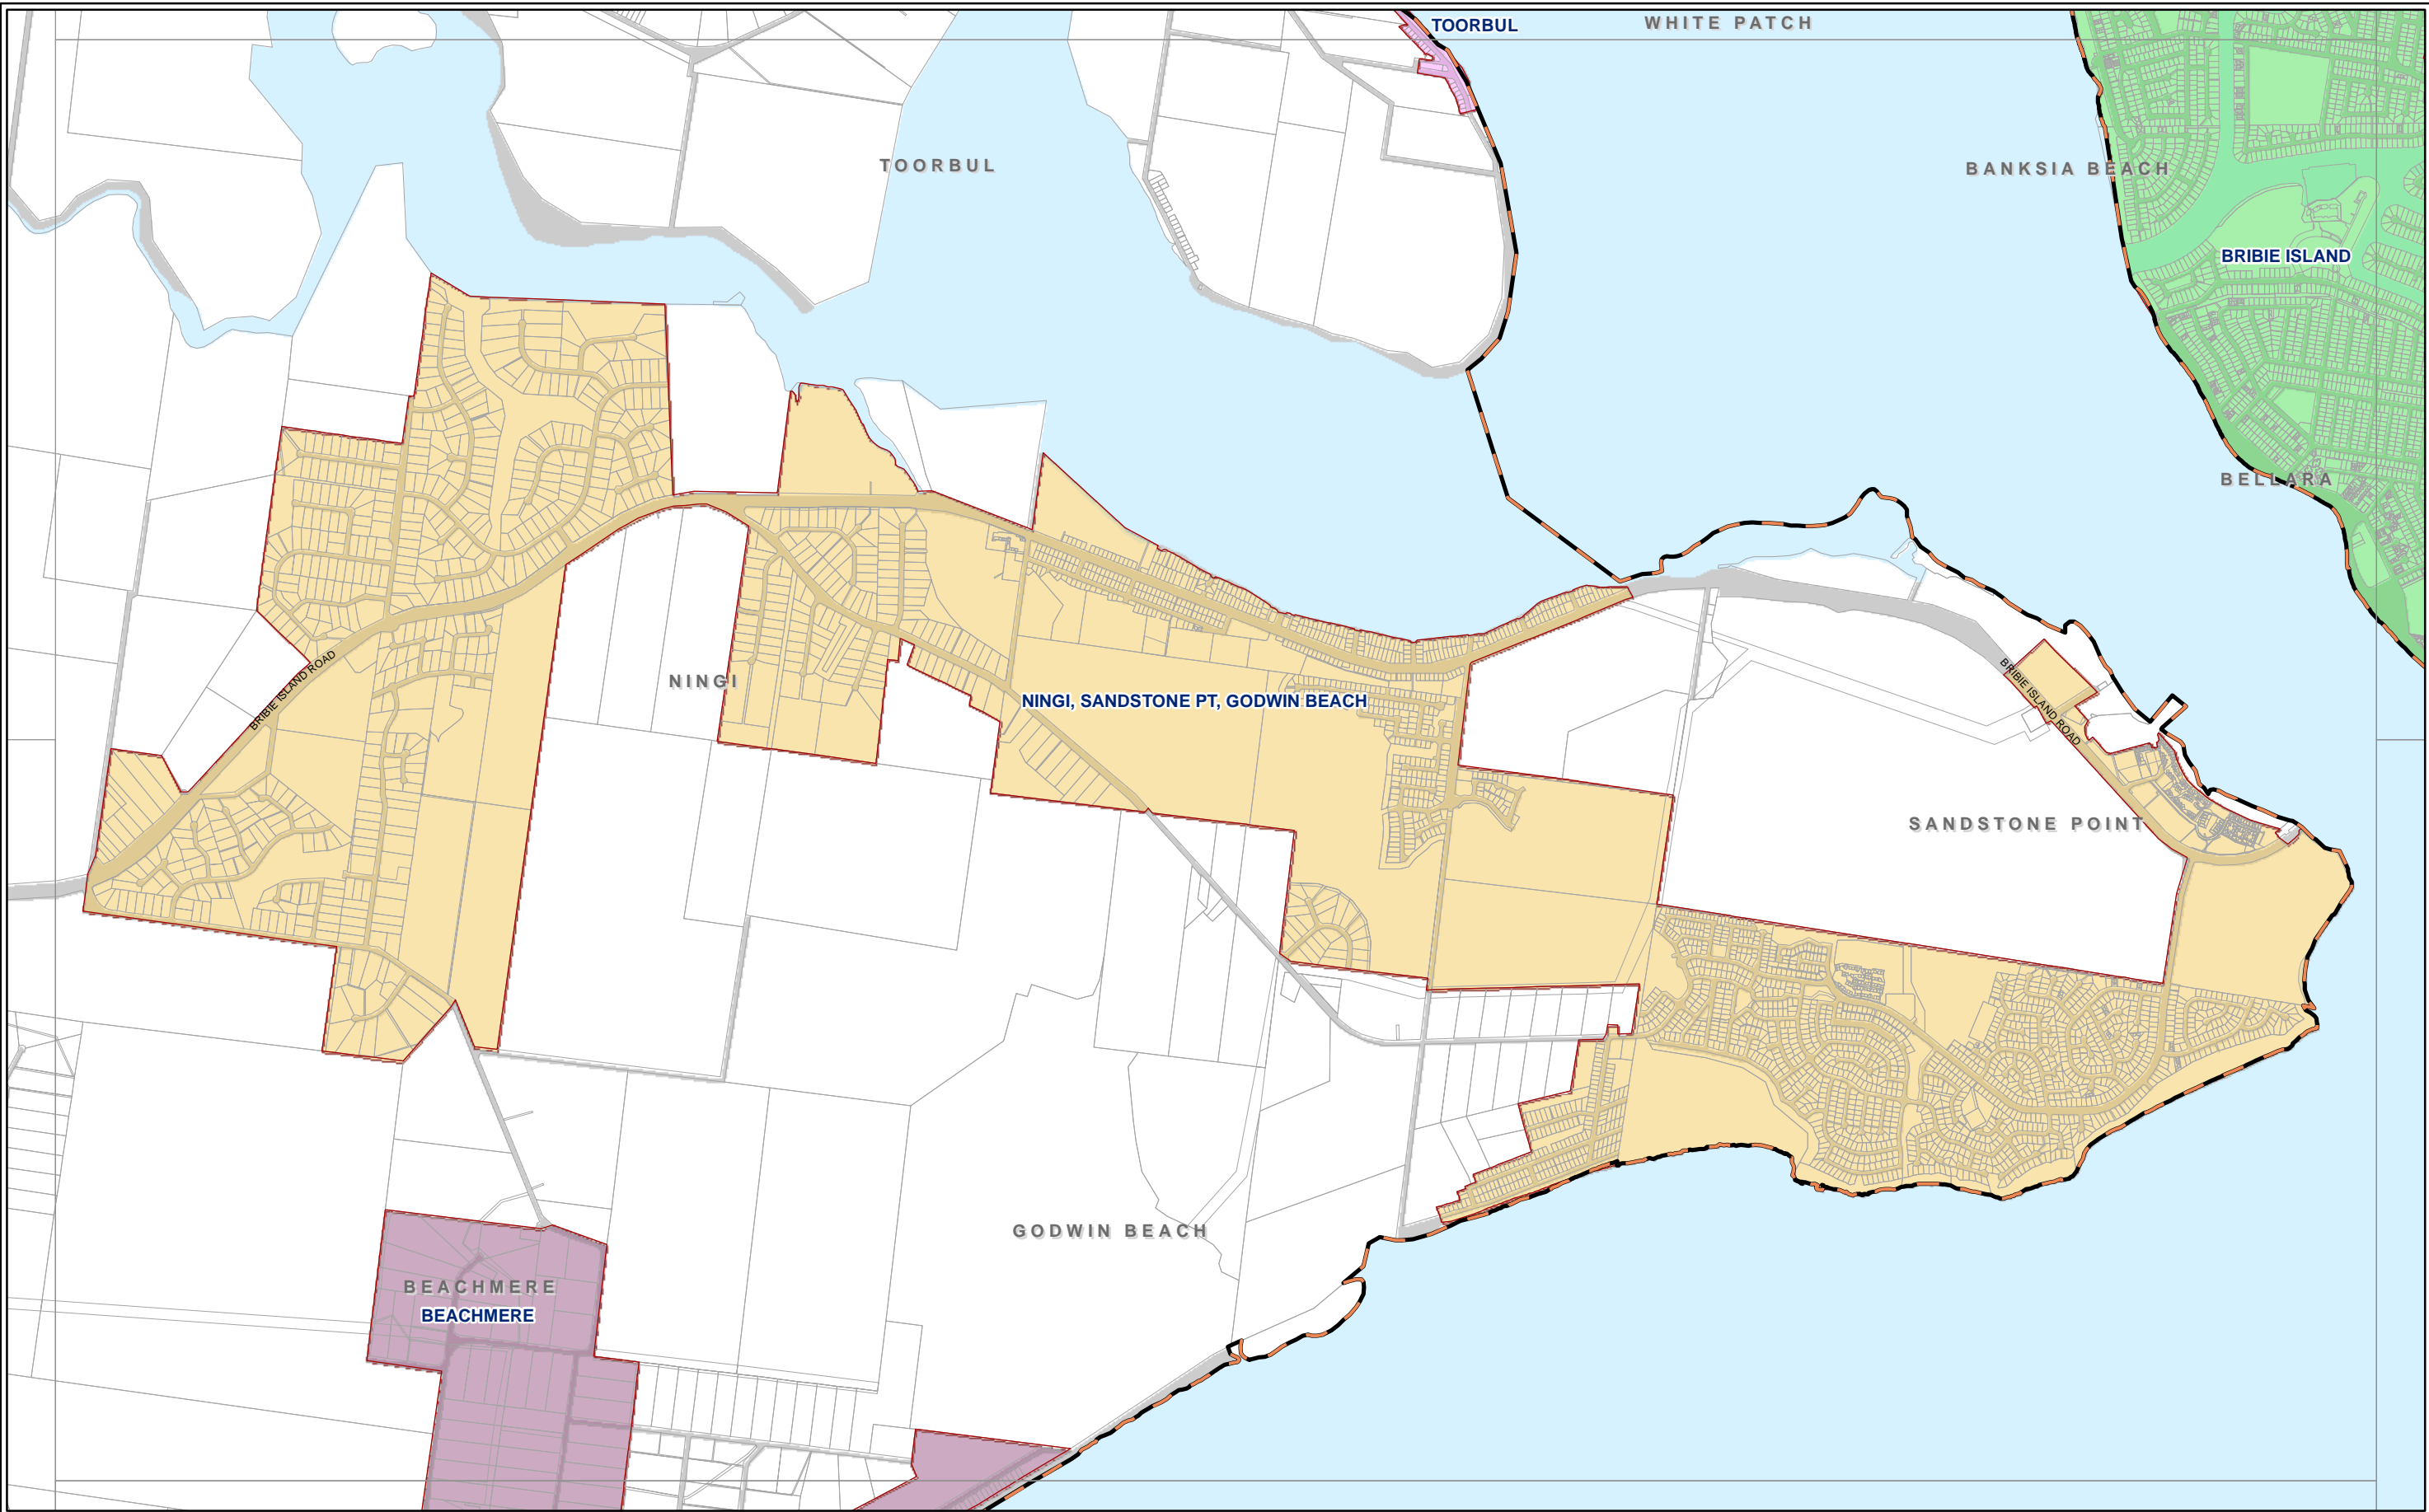 TOORBUL
WHITE PATCH
TOORBUL
BANKSIA BEACH
BRIBIE ISLAND
BELLARA
BRIBIE ISLAND ROAD
NINGI
NINGI, SANDSTONE PT, GODWIN BEACH
BRIBIE ISLAND ROAD
SANDSTONE POINT
GODWIN BEACH
BEACHMERE
BEACHMERE